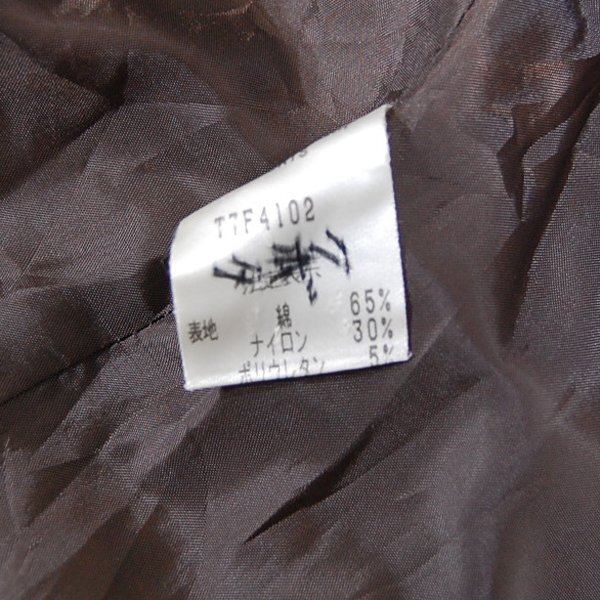 T7F4102
表地 綿 65%
ナイロン 30%
ポリウレタン 5%